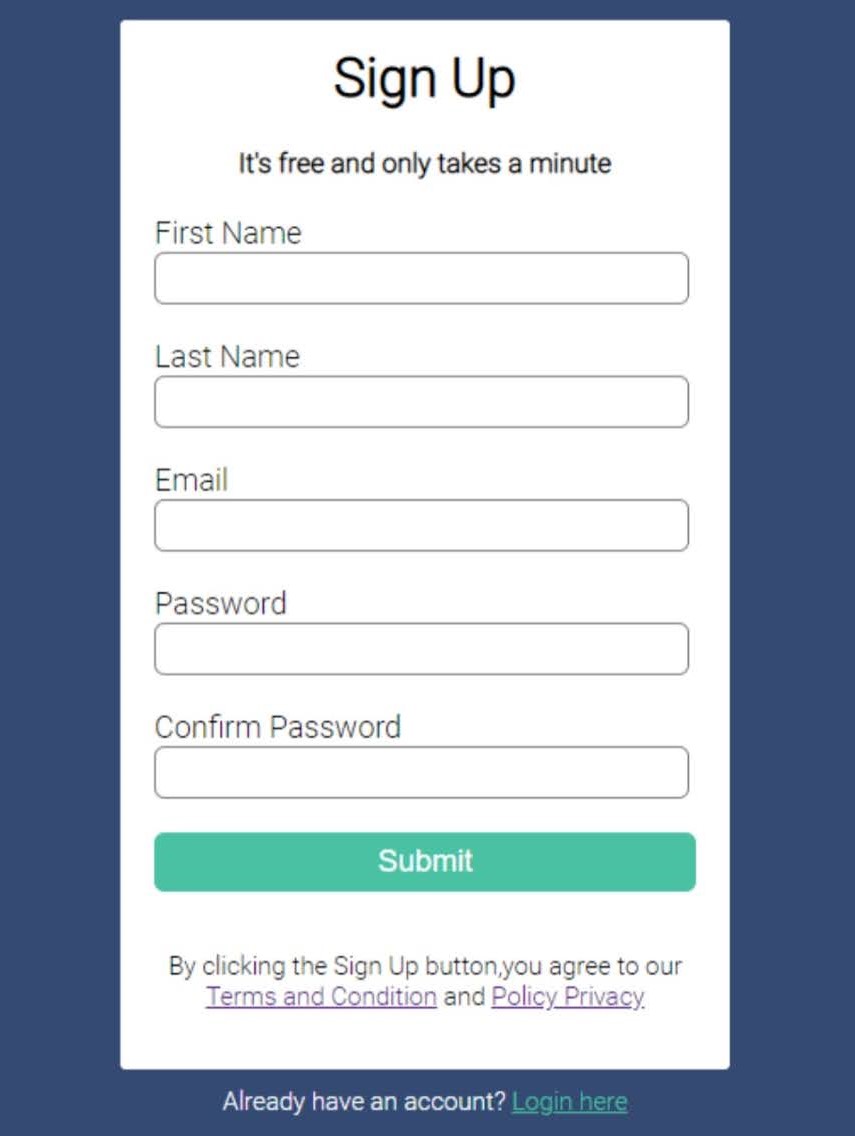 Sign Up
It's free and only takes a minute
First Name
Last Name
Email
Password
Confirm Password
Submit
By clicking the Sign Up button,you agree to our
Terms and Condition and Policy Privacy
Already have an account? Login here